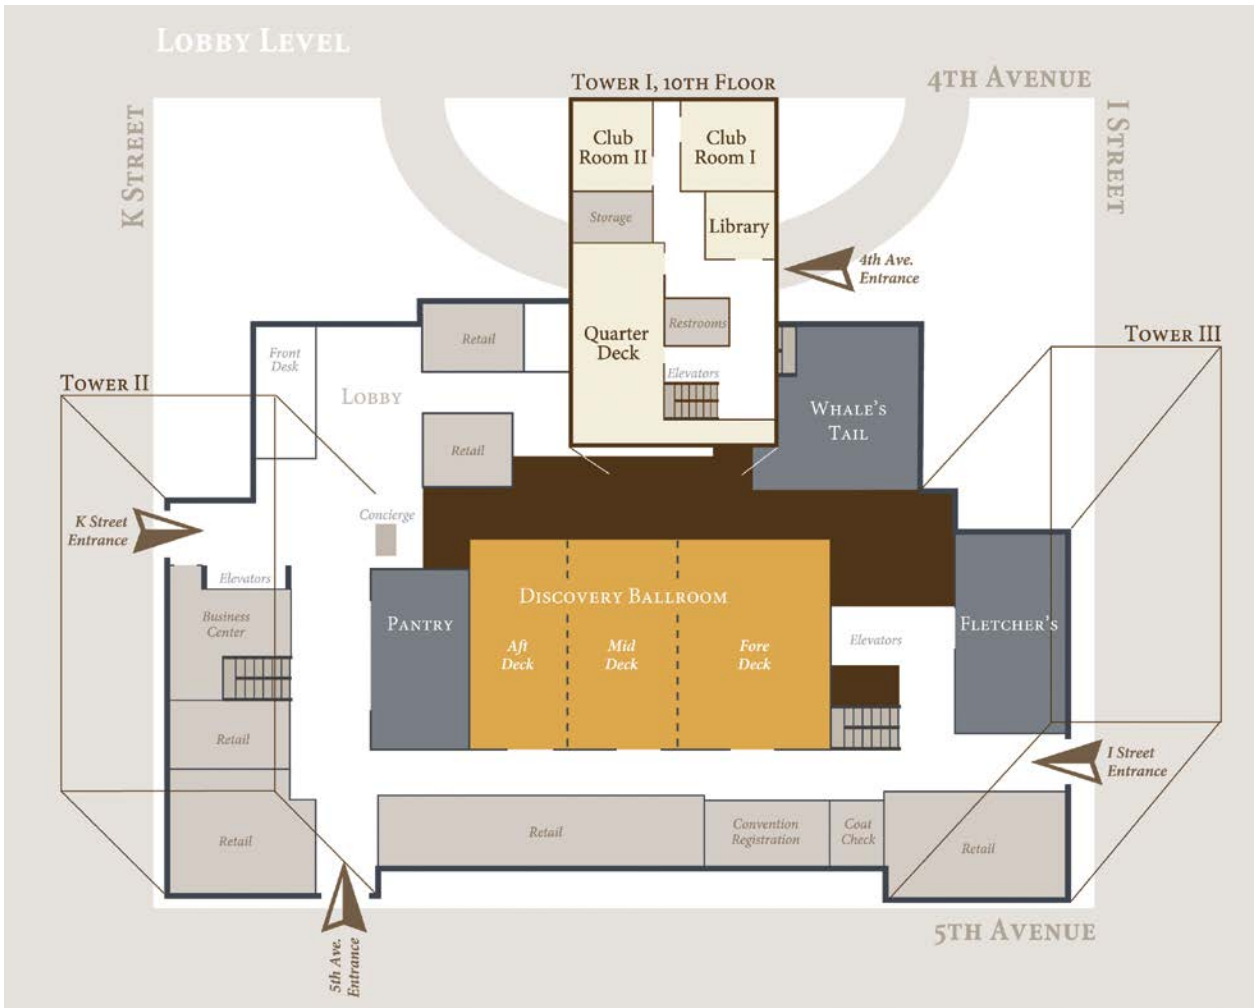 Lobby Level
Tower I, 10th Floor
4th Avenue
K Street
I Street
Club
Room II
Club
Room I
Storage
Library
4th Ave.
Entrance
Quarter
Deck
Restrooms
Elevators
Retail
Front
Desk
Lobby
Tower II
Tower III
Whale's
Tail
Retail
K Street
Entrance
Concierge
Elevators
Business
Center
Pantry
Discovery Ballroom
Aft
Deck
Mid
Deck
Fore
Deck
Elevators
Fletcher's
Retail
I Street
Entrance
Retail
Retail
Convention
Registration
Coat
Check
Retail
5th Ave.
Entrance
5th Avenue